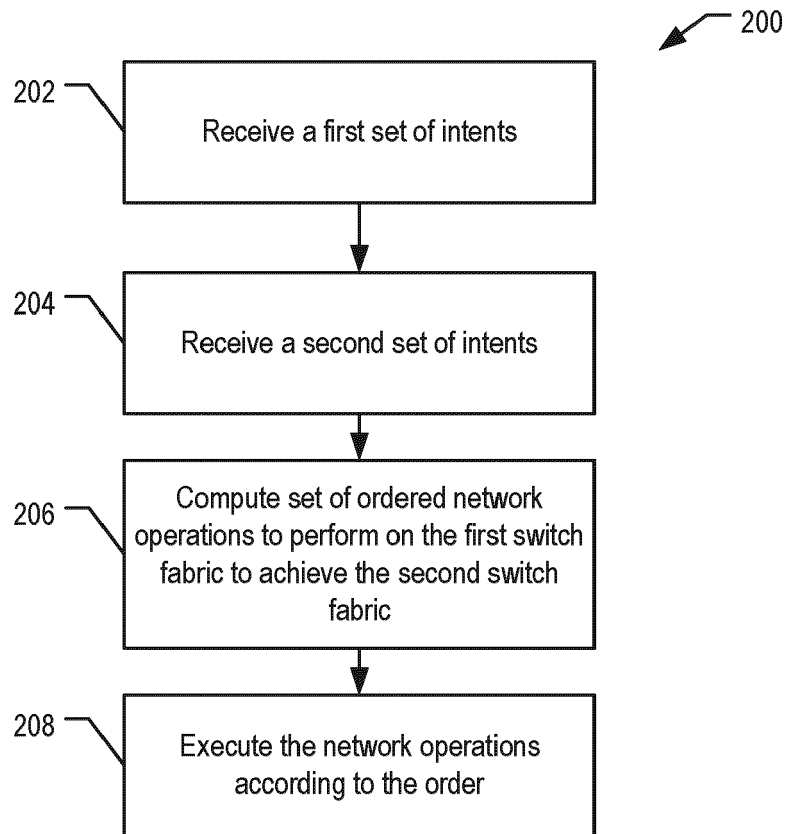 200
202
Receive a first set of intents
204
Receive a second set of intents
206
Compute set of ordered network
operations to perform on the first switch
fabric to achieve the second switch
fabric
208
Execute the network operations
according to the order